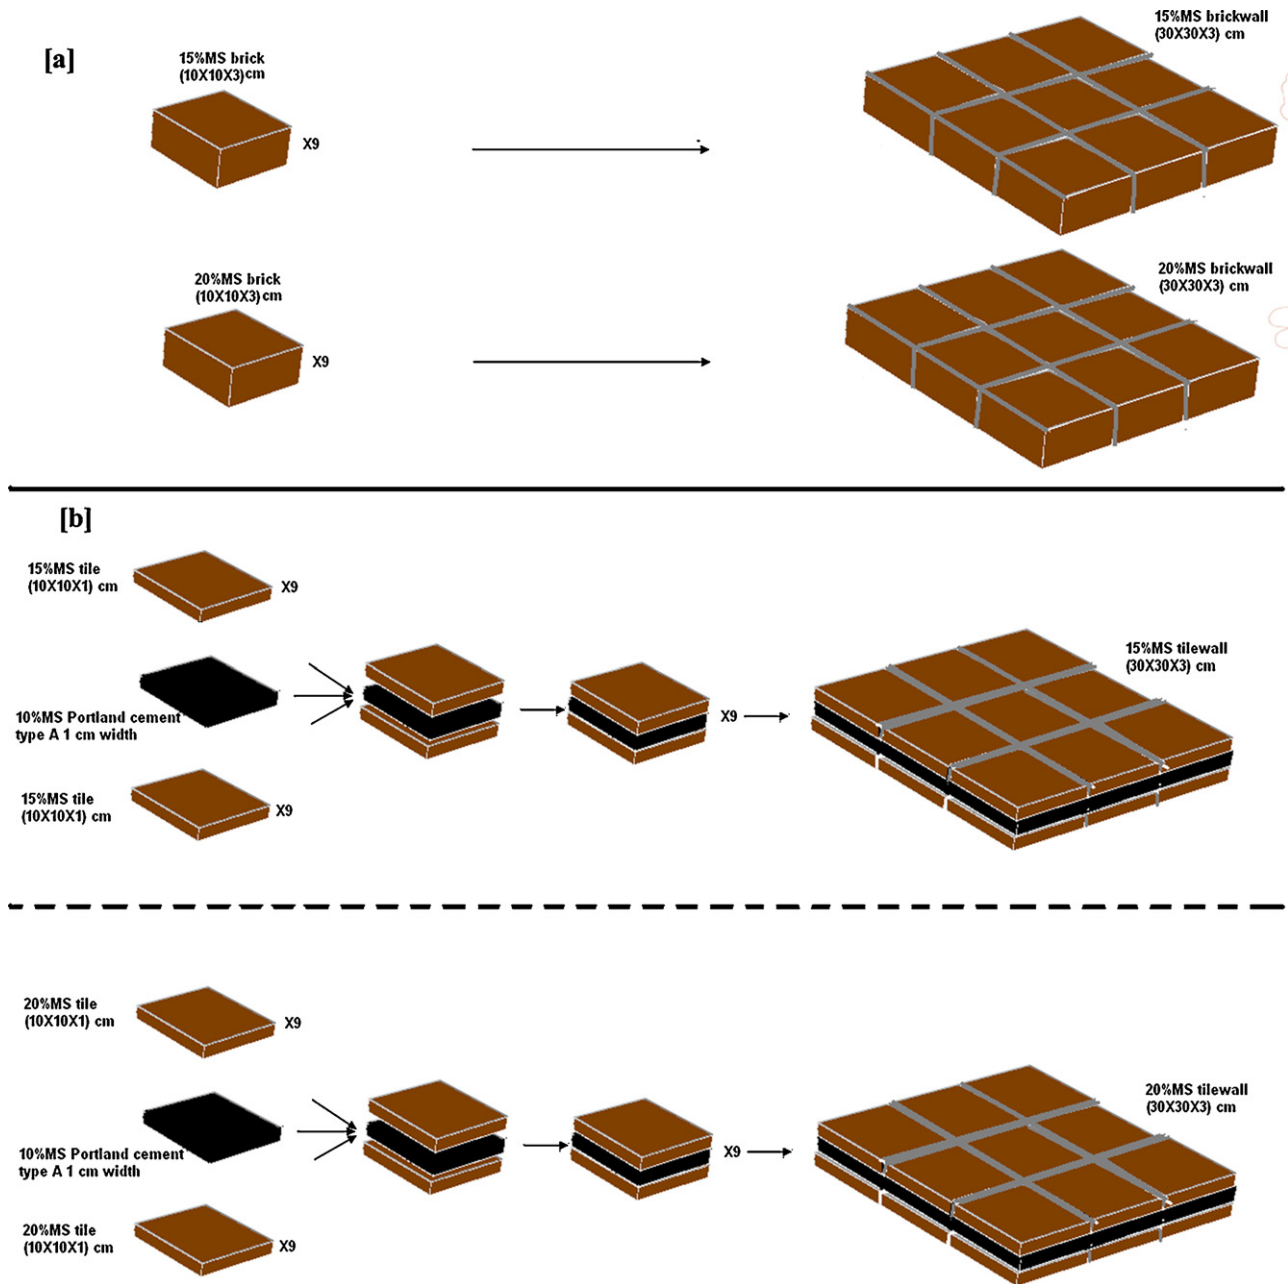 [a]
15%MS brick
(10X10X3)cm
X9
15%MS brickwall
(30X30X3) cm
20%MS brick
(10X10X3)cm
X9
20%MS brickwall
(30X30X3) cm
[b]
15%MS tile
(10X10X1) cm
X9
10%MS Portland cement
type A 1 cm width
15%MS tile
(10X10X1) cm
X9
X9
15%MS tilewall
(30X30X3) cm
20%MS tile
(10X10X1) cm
X9
10%MS Portland cement
type A 1 cm width
20%MS tile
(10X10X1) cm
X9
X9
20%MS tilewall
(30X30X3) cm